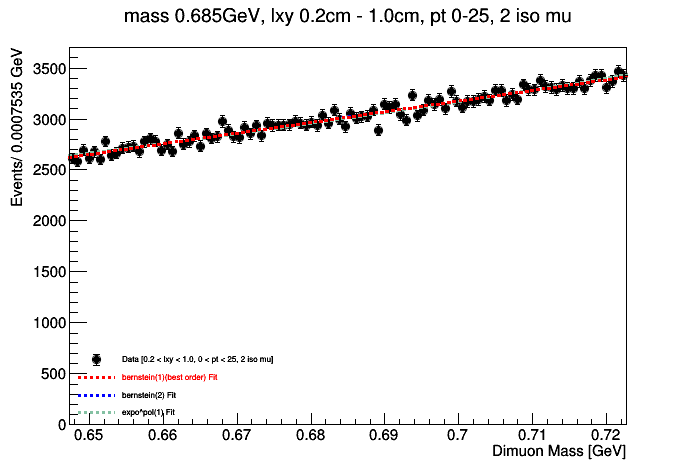 mass 0.685GeV, lxy 0.2cm - 1.0cm, pt 0-25, 2 iso mu
Events/ 0.0007535 GeV
3500
3000
2500
2000
1500
1000
500
0
Data [0.2 < lxy < 1.0, 0 < pt < 25, 2 iso mu]
bernstein(1)(best order) Fit
bernstein(2) Fit
expo^pol(1) Fit
0.65 0.66 0.67 0.68 0.69 0.7 0.71 0.72
Dimuon Mass [GeV]